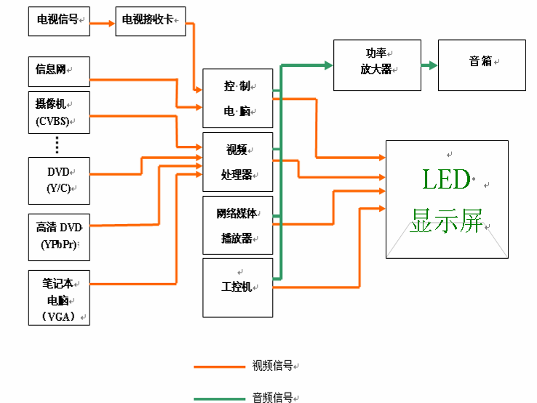 电视信号
电视接收卡
信息网
摄像机
(CVBS)
DVD
(Y/C)
高清 DVD
(YPbPr)
笔记本
电脑
（VGA）
控·制
电·脑
视频
处理器
网络媒体
播放器
工控机
功率
放大器
音箱
LED
显示屏
视频信号
音频信号